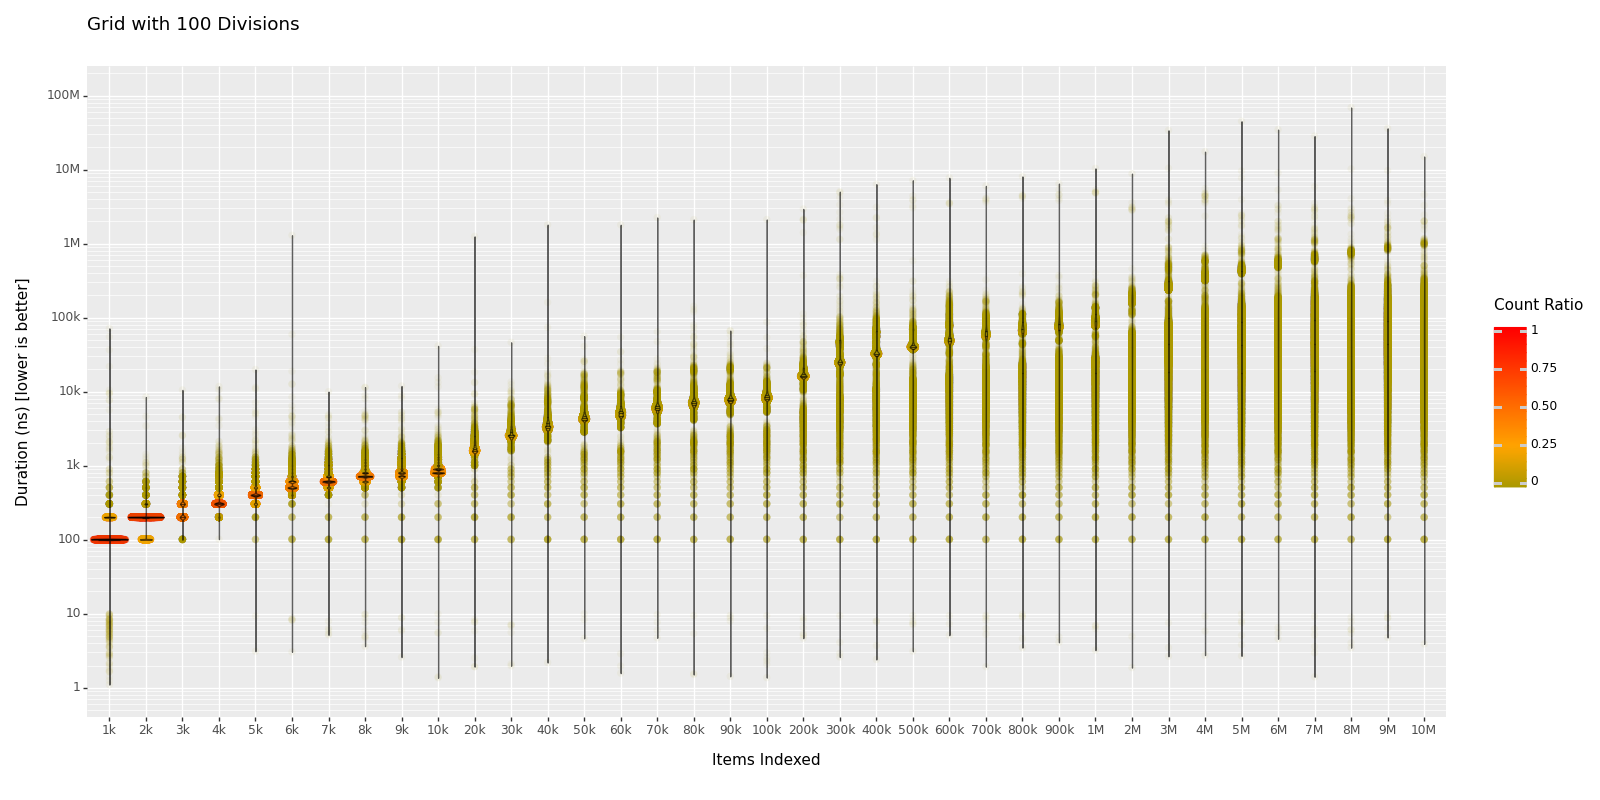 Grid with 100 Divisions
100M
10M
1M
100k
10k
1k
100
10
1
Duration (ns) [lower is better]
1k 2k 3k 4k 5k 6k 7k 8k 9k 10k 20k 30k 40k 50k 60k 70k 80k 90k 100k 200k 300k 400k 500k 600k 700k 800k 900k 1M 2M 3M 4M 5M 6M 7M 8M 9M 10M
Items Indexed
Count Ratio
1
0.75
0.50
0.25
0